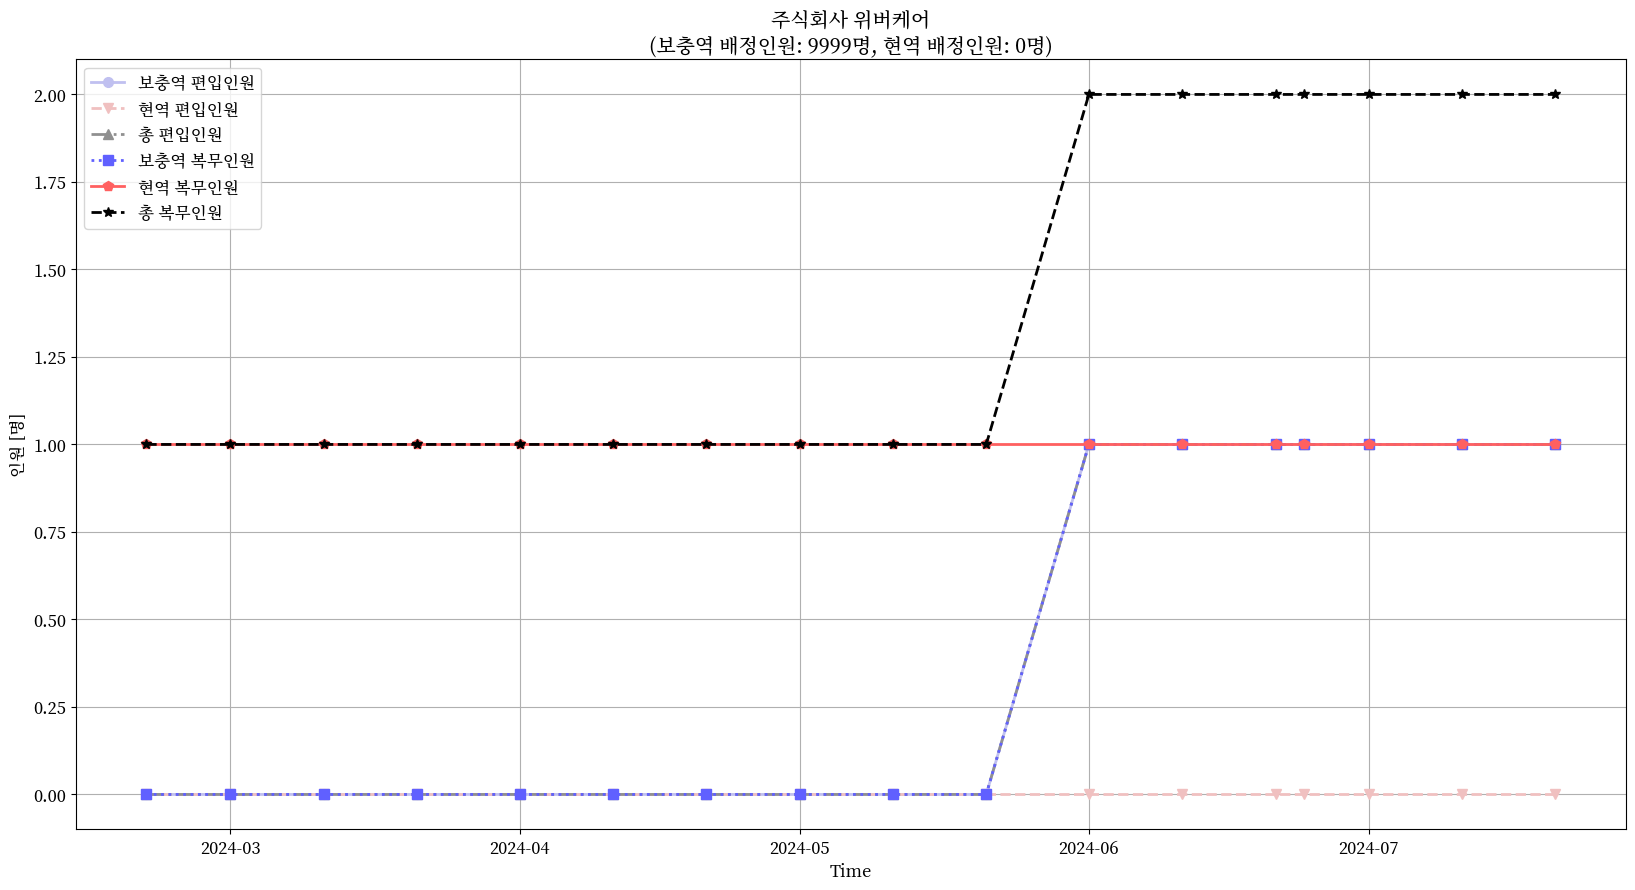 주식회사 위버케어
(보충역 배정인원: 9999명, 현역 배정인원: 0명)
보충역 편입인원
현역 편입인원
총 편입인원
보충역 복무인원
현역 복무인원
총 복무인원
2.00
1.75
1.50
1.25
1.00
0.75
0.50
0.25
0.00
인원 [명]
2024-03
2024-04
2024-05
2024-06
2024-07
Time